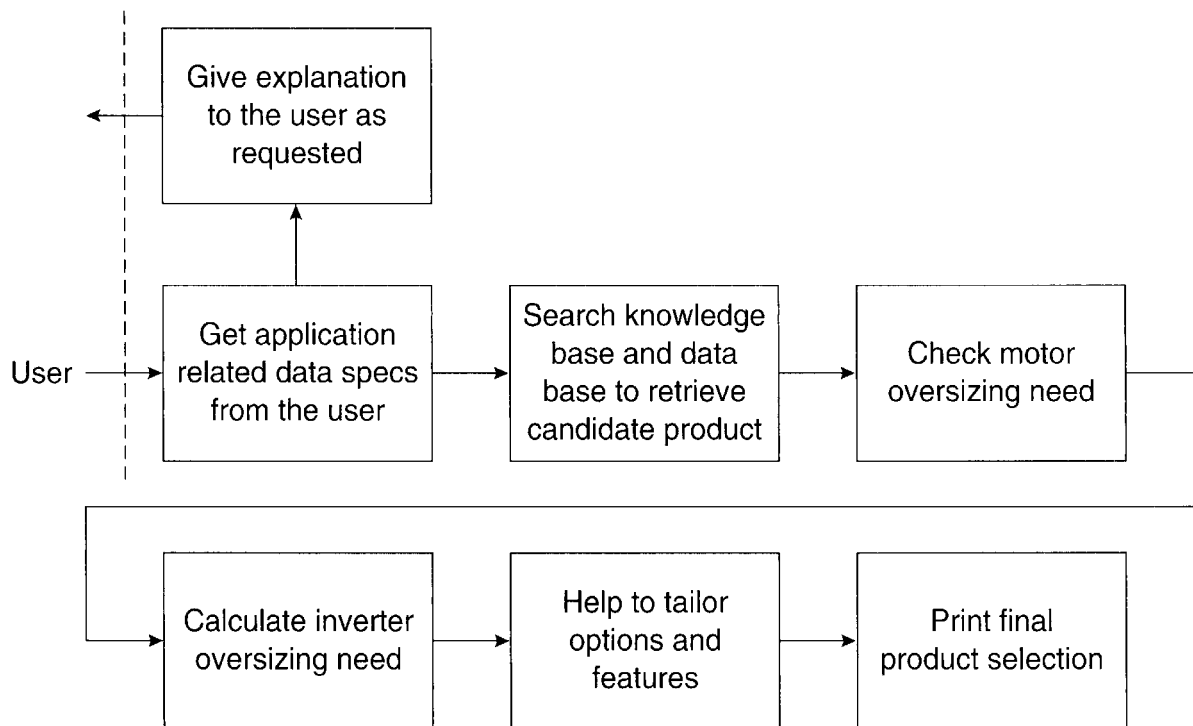 Give explanation
to the user as
requested
User
Get application
related data specs
from the user
Search knowledge
base and data
base to retrieve
candidate product
Check motor
oversizing need
Calculate inverter
oversizing need
Help to tailor
options and
features
Print final
product selection